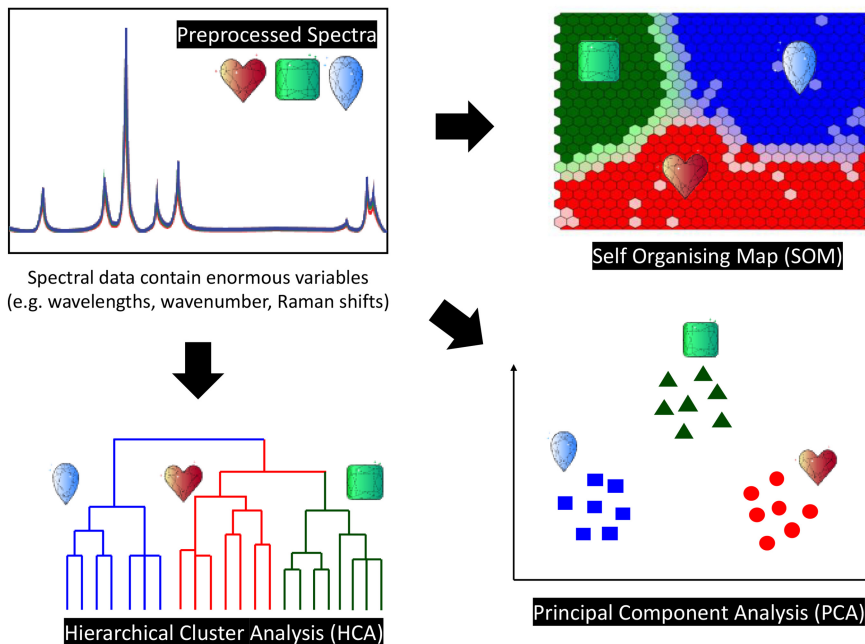 Preprocessed Spectra
Self Organising Map (SOM)
Spectral data contain enormous variables
(e.g. wavelengths, wavenumber, Raman shifts)
Hierarchical Cluster Analysis (HCA)
Principal Component Analysis (PCA)